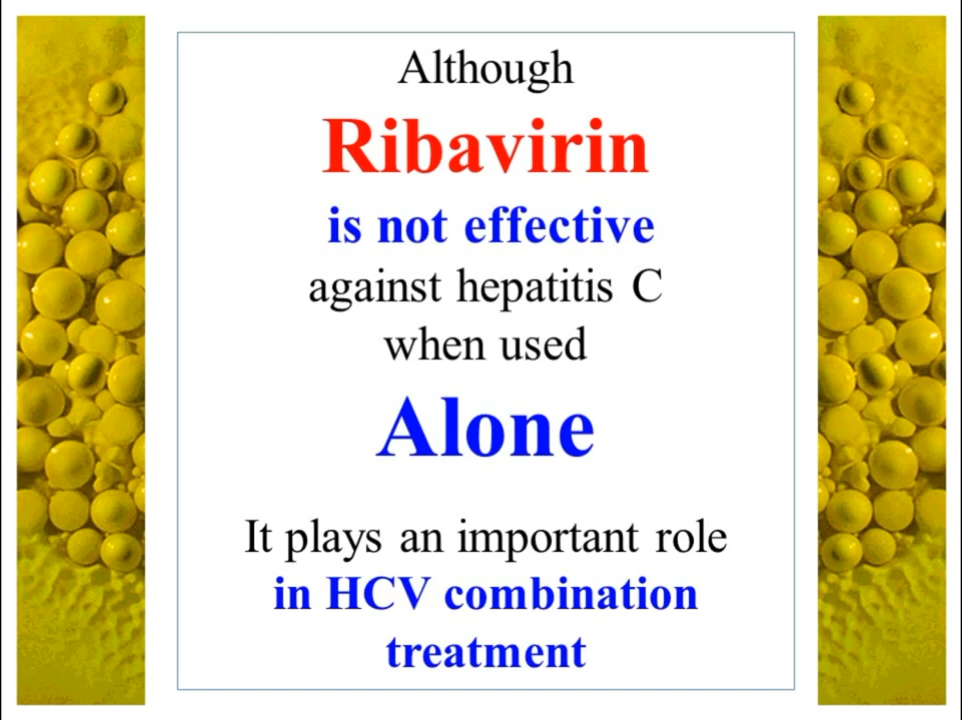 Although
Ribavirin
is not effective
against hepatitis C
when used
Alone
It plays an important role
in HCV combination
treatment